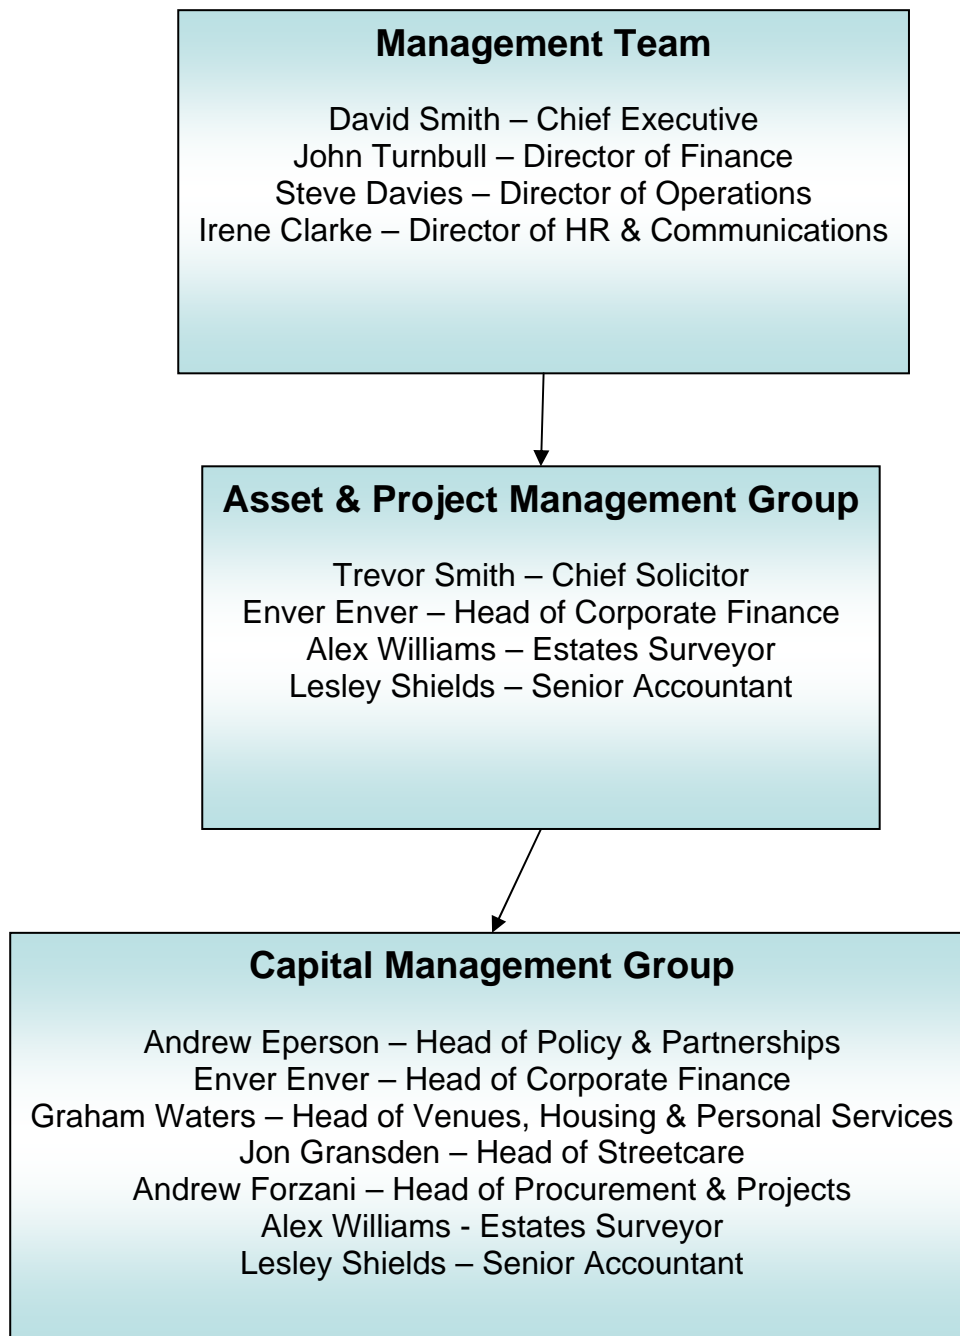 Management Team
David Smith – Chief Executive
John Turnbull – Director of Finance
Steve Davies – Director of Operations
Irene Clarke – Director of HR & Communications
Asset & Project Management Group
Trevor Smith – Chief Solicitor
Enver Enver – Head of Corporate Finance
Alex Williams – Estates Surveyor
Lesley Shields – Senior Accountant
Capital Management Group
Andrew Eperson – Head of Policy & Partnerships
Enver Enver – Head of Corporate Finance
Graham Waters – Head of Venues, Housing & Personal Services
Jon Gransden – Head of Streetcare
Andrew Forzani – Head of Procurement & Projects
Alex Williams - Estates Surveyor
Lesley Shields – Senior Accountant